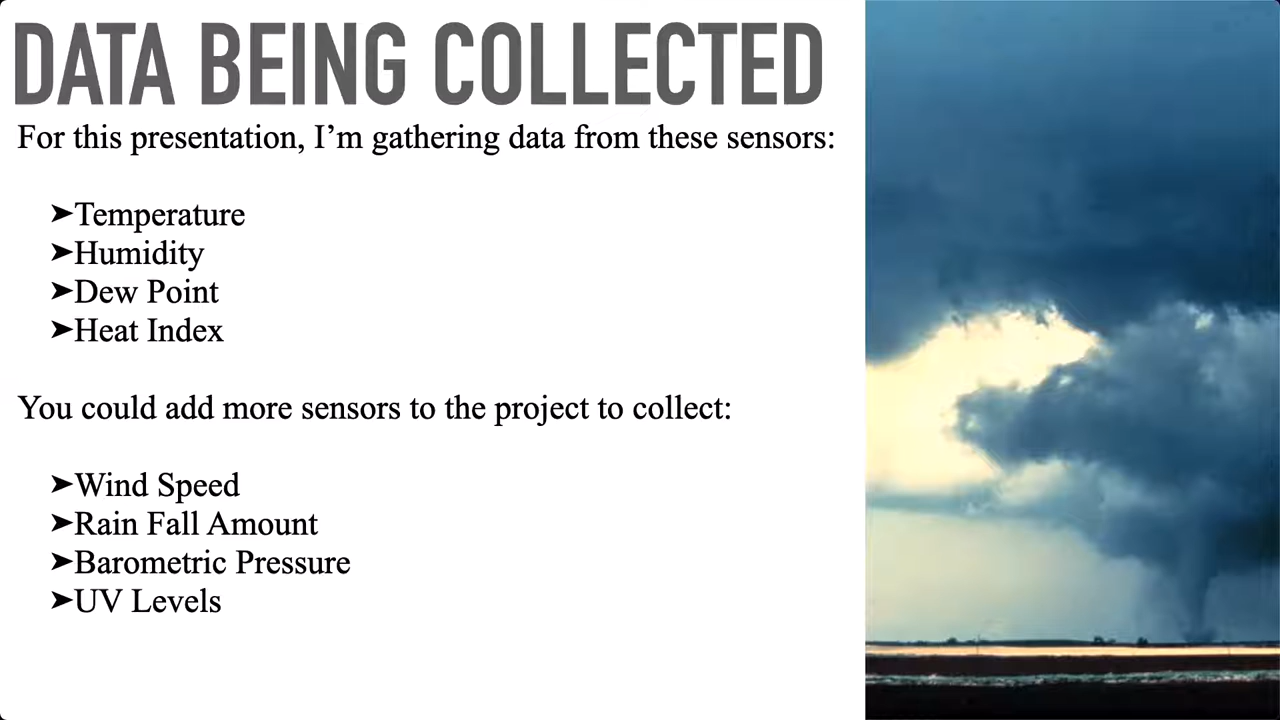 DATA BEING COLLECTED
For this presentation, I’m gathering data from these sensors:
➤Temperature
➤Humidity
➤Dew Point
➤Heat Index
You could add more sensors to the project to collect:
➤Wind Speed
➤Rain Fall Amount
➤Barometric Pressure
➤UV Levels